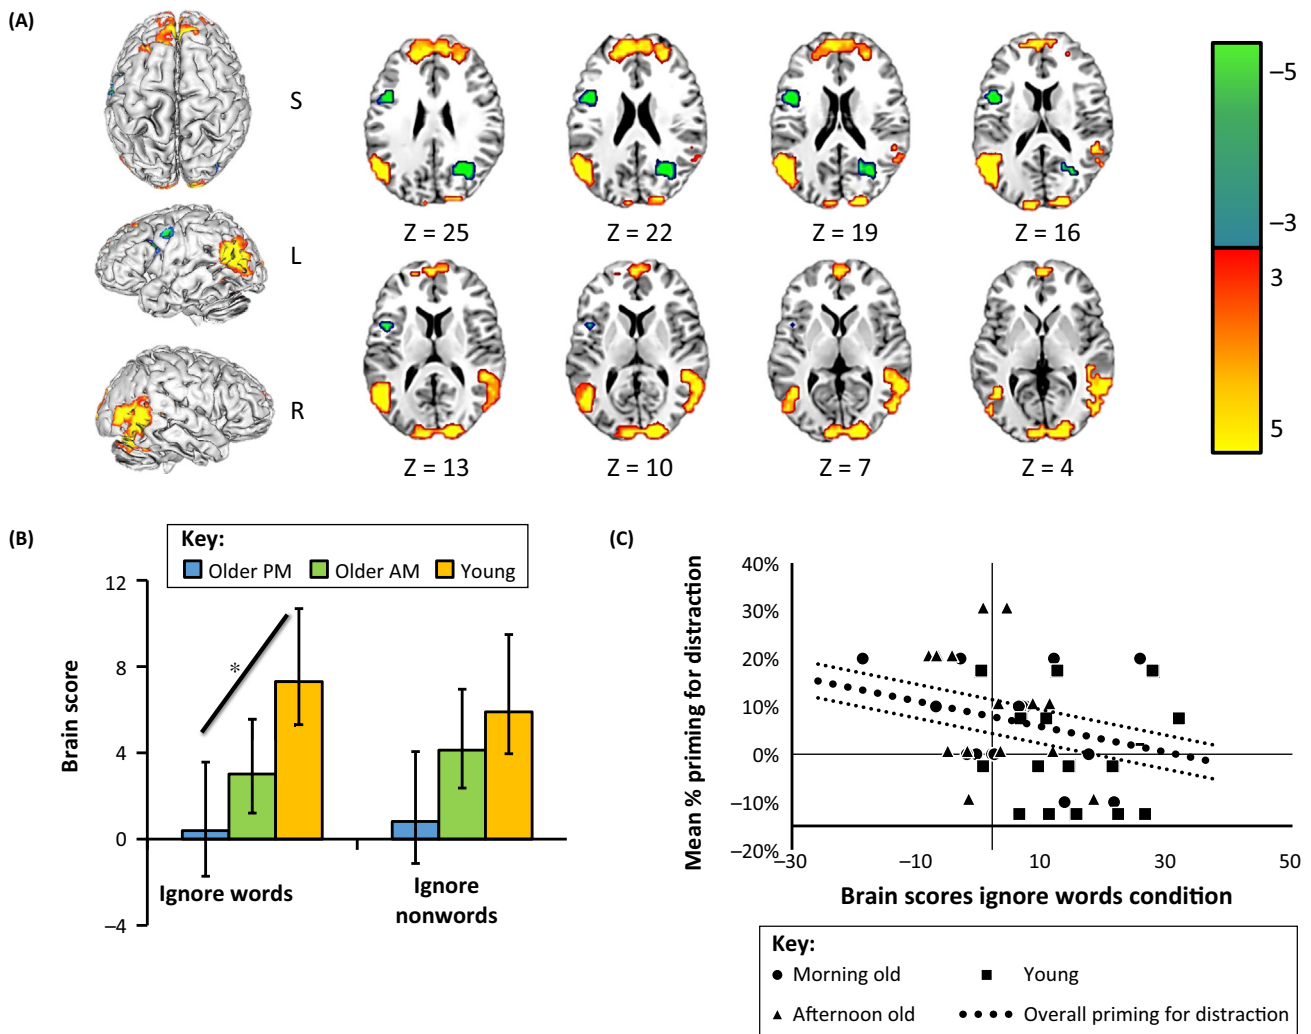 (A)
S
L
R
Z = 25
Z = 22
Z = 19
Z = 16
Z = 13
Z = 10
Z = 7
Z = 4
–5
–3
3
5
(B)
Key:
Older PM
Older AM
Young
12
8
4
0
–4
Brain score
*
Ignore words
Ignore
nonwords
(C)
Mean % priming for distraction
40%
30%
20%
10%
0%
–10%
–20%
–30
–10
10
30
50
Brain scores ignore words condition
Key:
Morning old
Young
Afternoon old
Overall priming for distraction